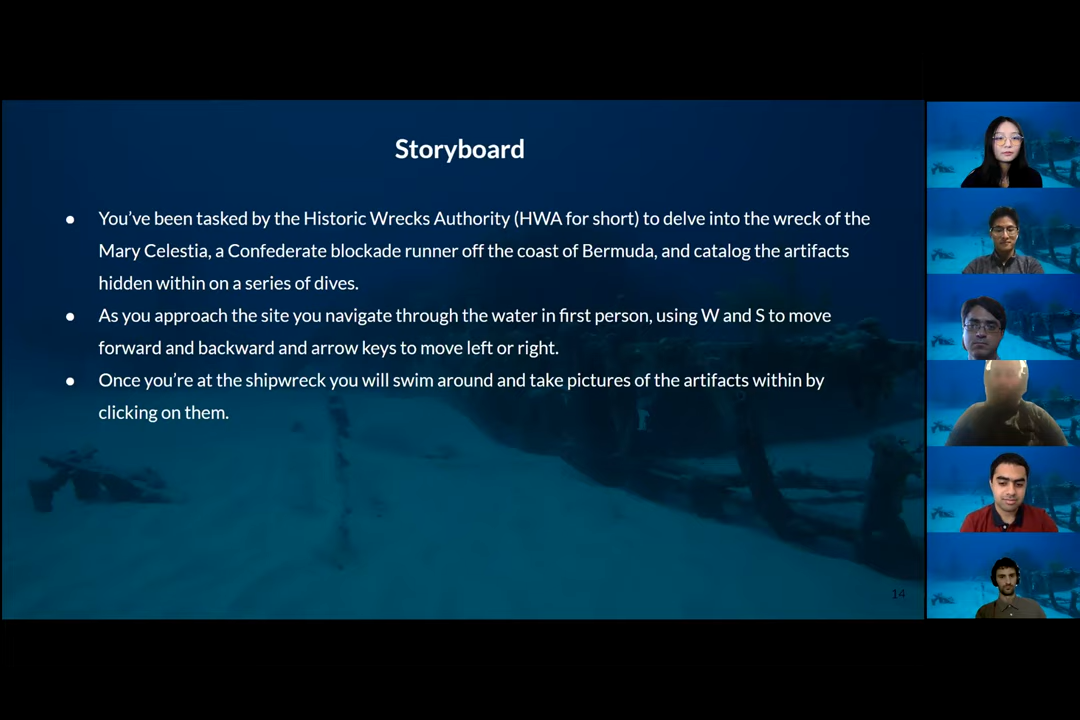 Storyboard
● You’ve been tasked by the Historic Wrecks Authority (HWA for short) to delve into the wreck of the
Mary Celestia, a Confederate blockade runner off the coast of Bermuda, and catalog the artifacts
hidden within on a series of dives.
● As you approach the site you navigate through the water in first person, using W and S to move
forward and backward and arrow keys to move left or right.
● Once you’re at the shipwreck you will swim around and take pictures of the artifacts within by
clicking on them.
14